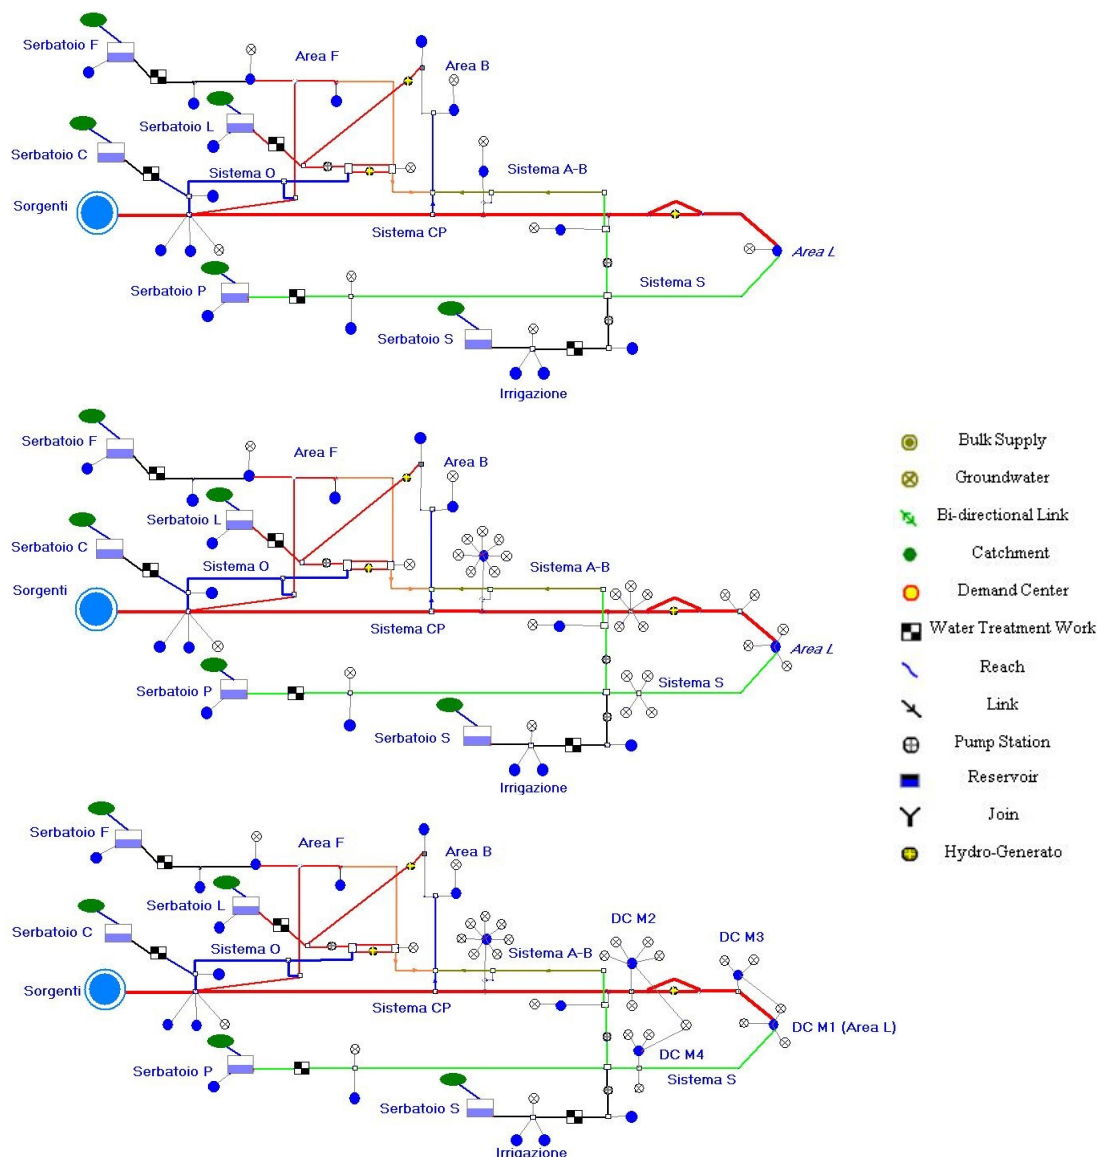 Serbatoio F
Area F
Area B
Serbatoio L
Serbatoio C
Sistema O
Sistema A-B
Sorgenti
Sistema CP
Area L
Serbatoio P
Sistema S
Serbatoio S
Irrigazione
Serbatoio F
Area F
Area B
Serbatoio L
Serbatoio C
Sistema O
Sistema A-B
Sorgenti
Sistema CP
Area L
Serbatoio P
Sistema S
Serbatoio S
Irrigazione
Bulk Supply
Groundwater
Bi-directional Link
Catchment
Demand Center
Water Treatment Work
Reach
Link
Pump Station
Reservoir
Join
Hydro-Generato
Serbatoio F
Area F
Area B
Serbatoio L
Serbatoio C
DC M2
Sistema O
Sistema A-B
DC M3
Sorgenti
Sistema CP
DC M1 (Area L)
DC M4
Serbatoio P
Sistema S
Serbatoio S
Irrigazione